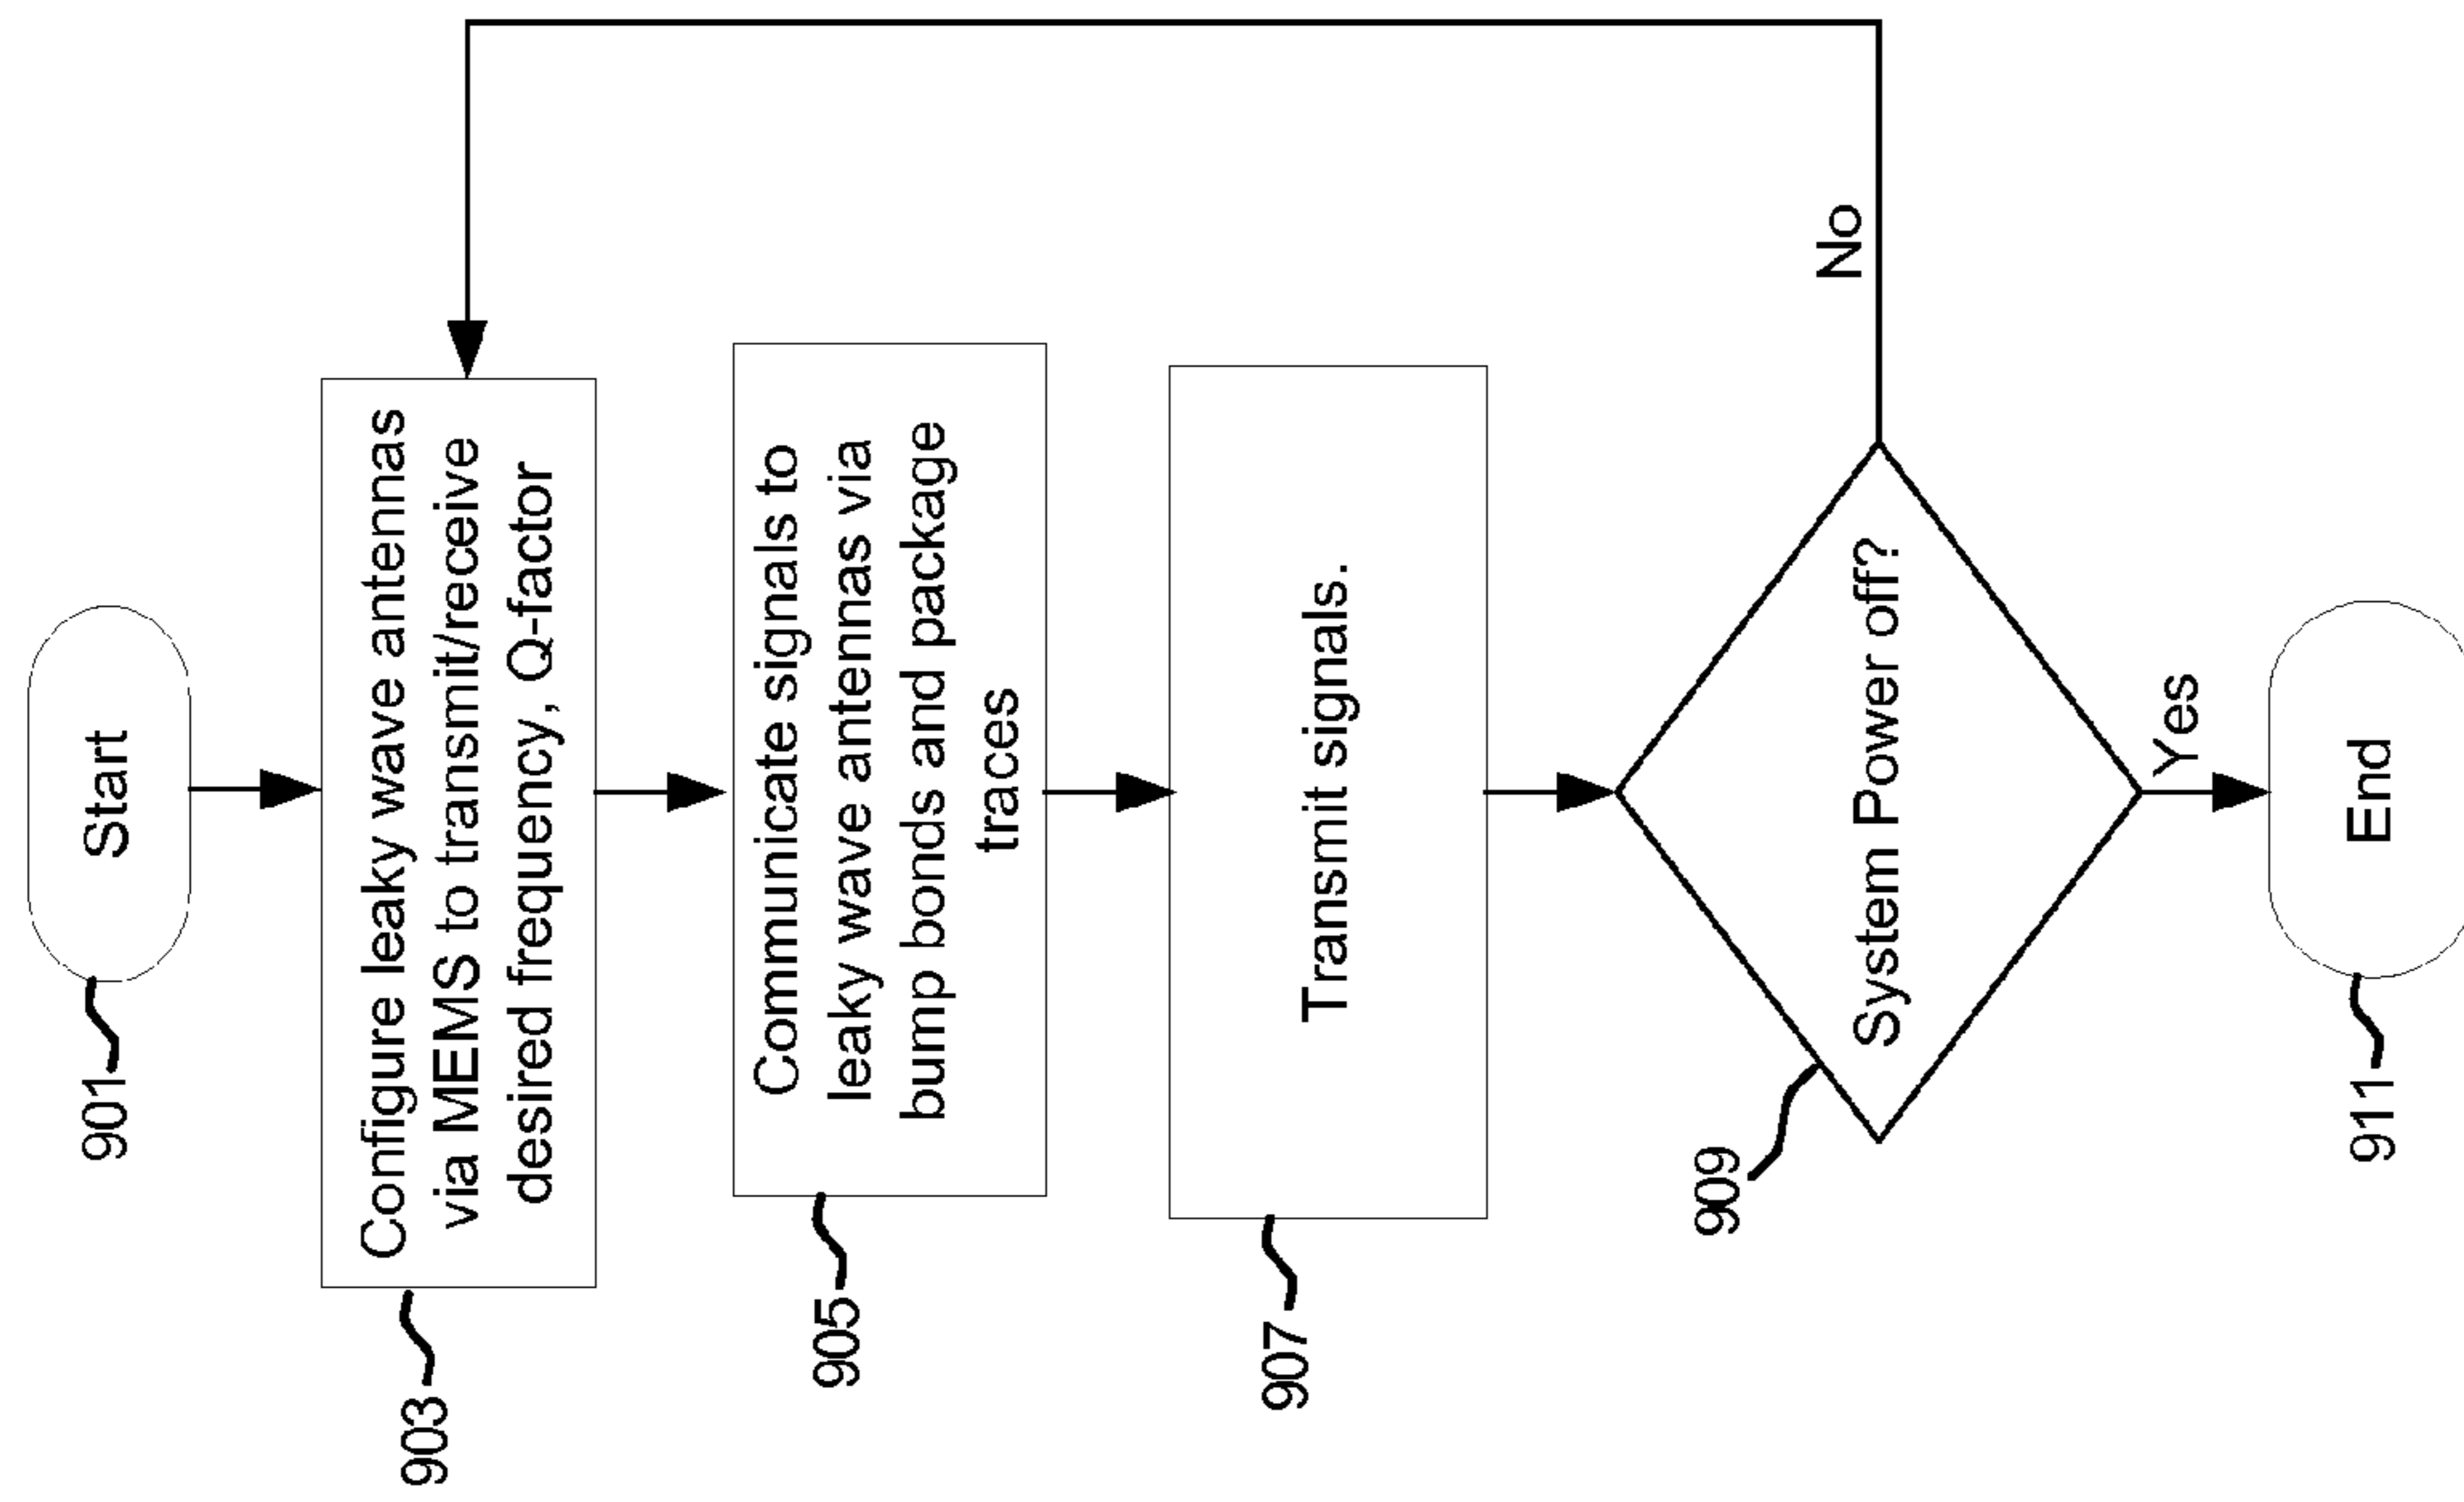 Start
901
Configure leaky wave antennas
via MEMS to transmit/receive
desired frequency, Q-factor
903
Communicate signals to
leaky wave antennas via
bump bonds and package
traces
905
Transmit signals.
907
System Power off?
909
No
Yes
End
911